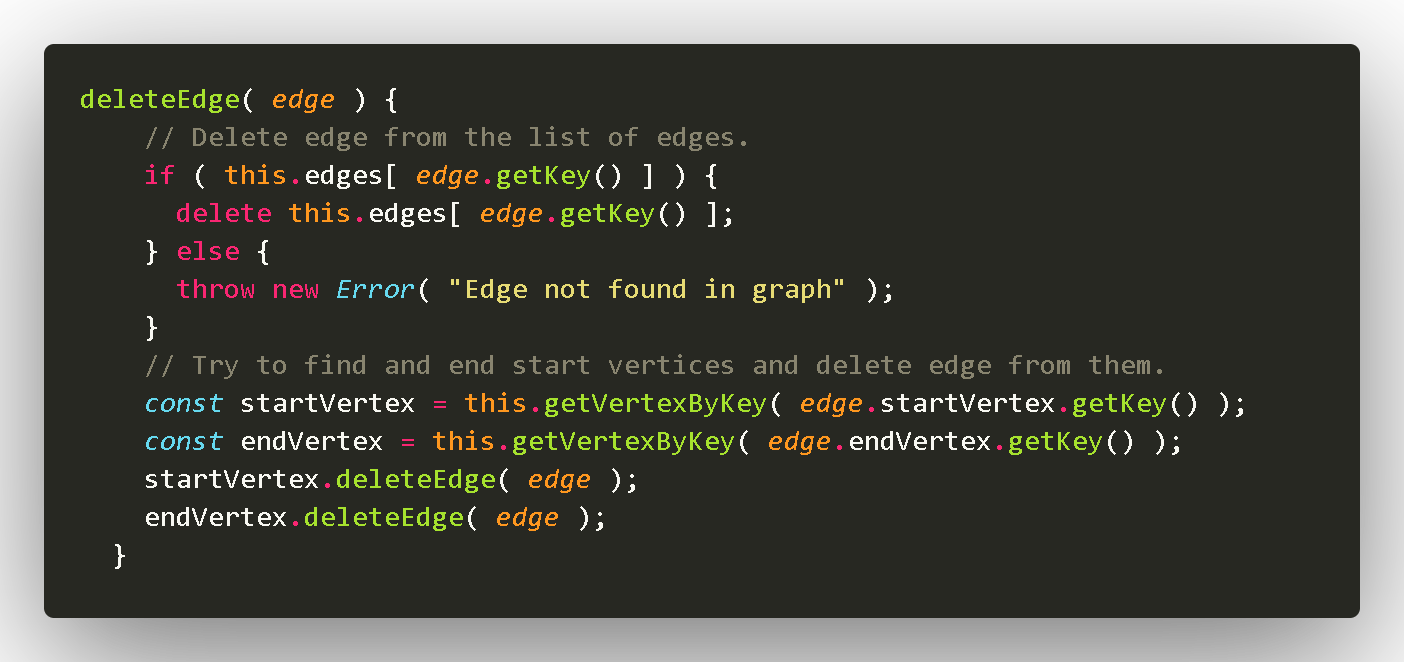 deleteEdge( edge ) {
    // Delete edge from the list of edges.
    if ( this.edges[ edge.getKey() ] ) {
      delete this.edges[ edge.getKey() ];
    } else {
      throw new Error( "Edge not found in graph" );
    }
    // Try to find and end start vertices and delete edge from them.
    const startVertex = this.getVertexByKey( edge.startVertex.getKey() );
    const endVertex = this.getVertexByKey( edge.endVertex.getKey() );
    startVertex.deleteEdge( edge );
    endVertex.deleteEdge( edge );
  }